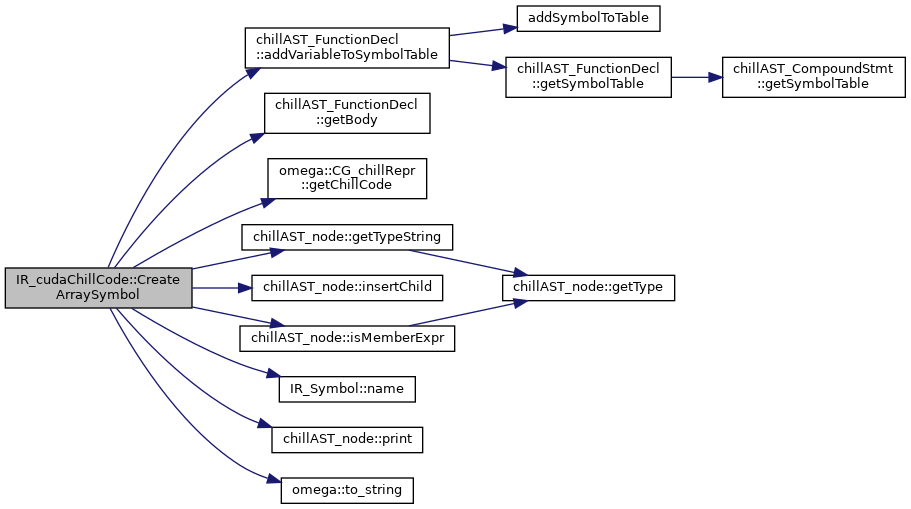 IR_cudaChillCode::Create
ArraySymbol
chillAST_FunctionDecl
::addVariableToSymbolTable
addSymbolToTable
chillAST_FunctionDecl
::getSymbolTable
chillAST_CompoundStmt
::getSymbolTable
chillAST_FunctionDecl
::getBody
omega::CG_chillRepr
::getChillCode
chillAST_node::getTypeString
chillAST_node::getType
chillAST_node::insertChild
chillAST_node::isMemberExpr
IR_Symbol::name
chillAST_node::print
omega::to_string